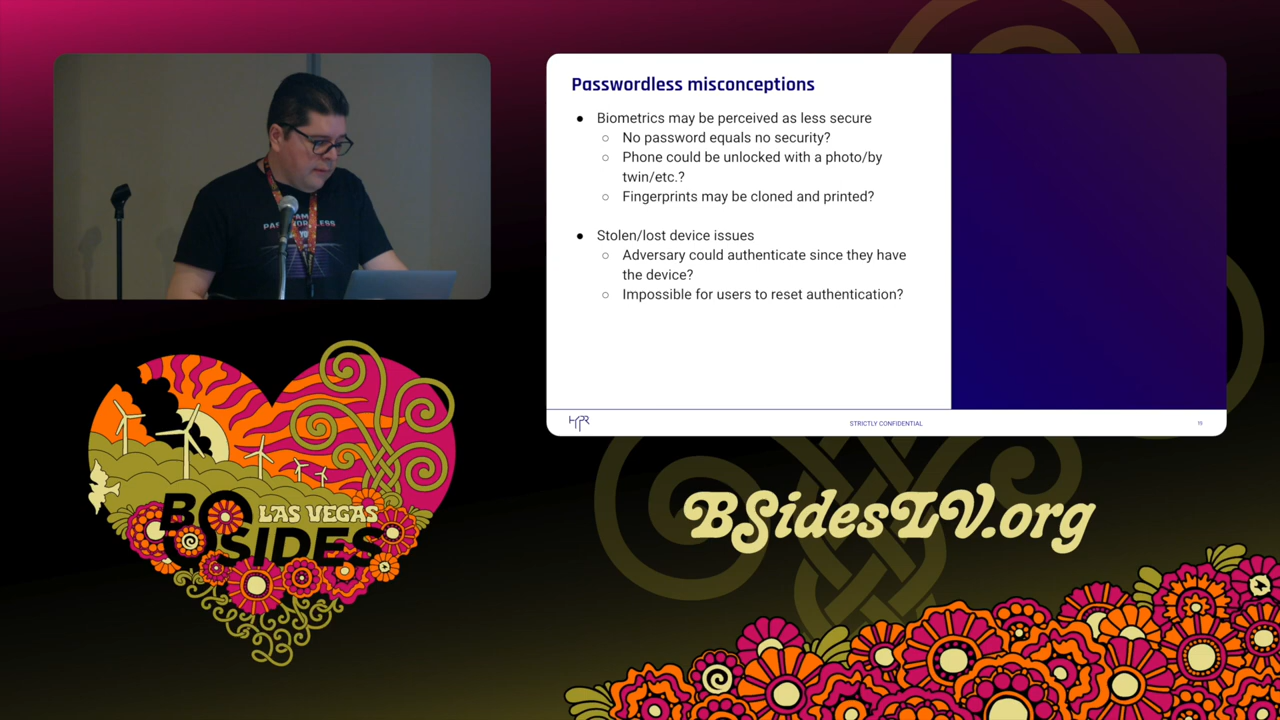 Passwordless misconceptions
● Biometrics may be perceived as less secure
○ No password equals no security?
○ Phone could be unlocked with a photo/by
twin/etc.?
○ Fingerprints may be cloned and printed?
● Stolen/lost device issues
○ Adversary could authenticate since they have
the device?
○ Impossible for users to reset authentication?
HYPR
STRICTLY CONFIDENTIAL
BSIDES
LAS VEGAS
BSidesLV.org